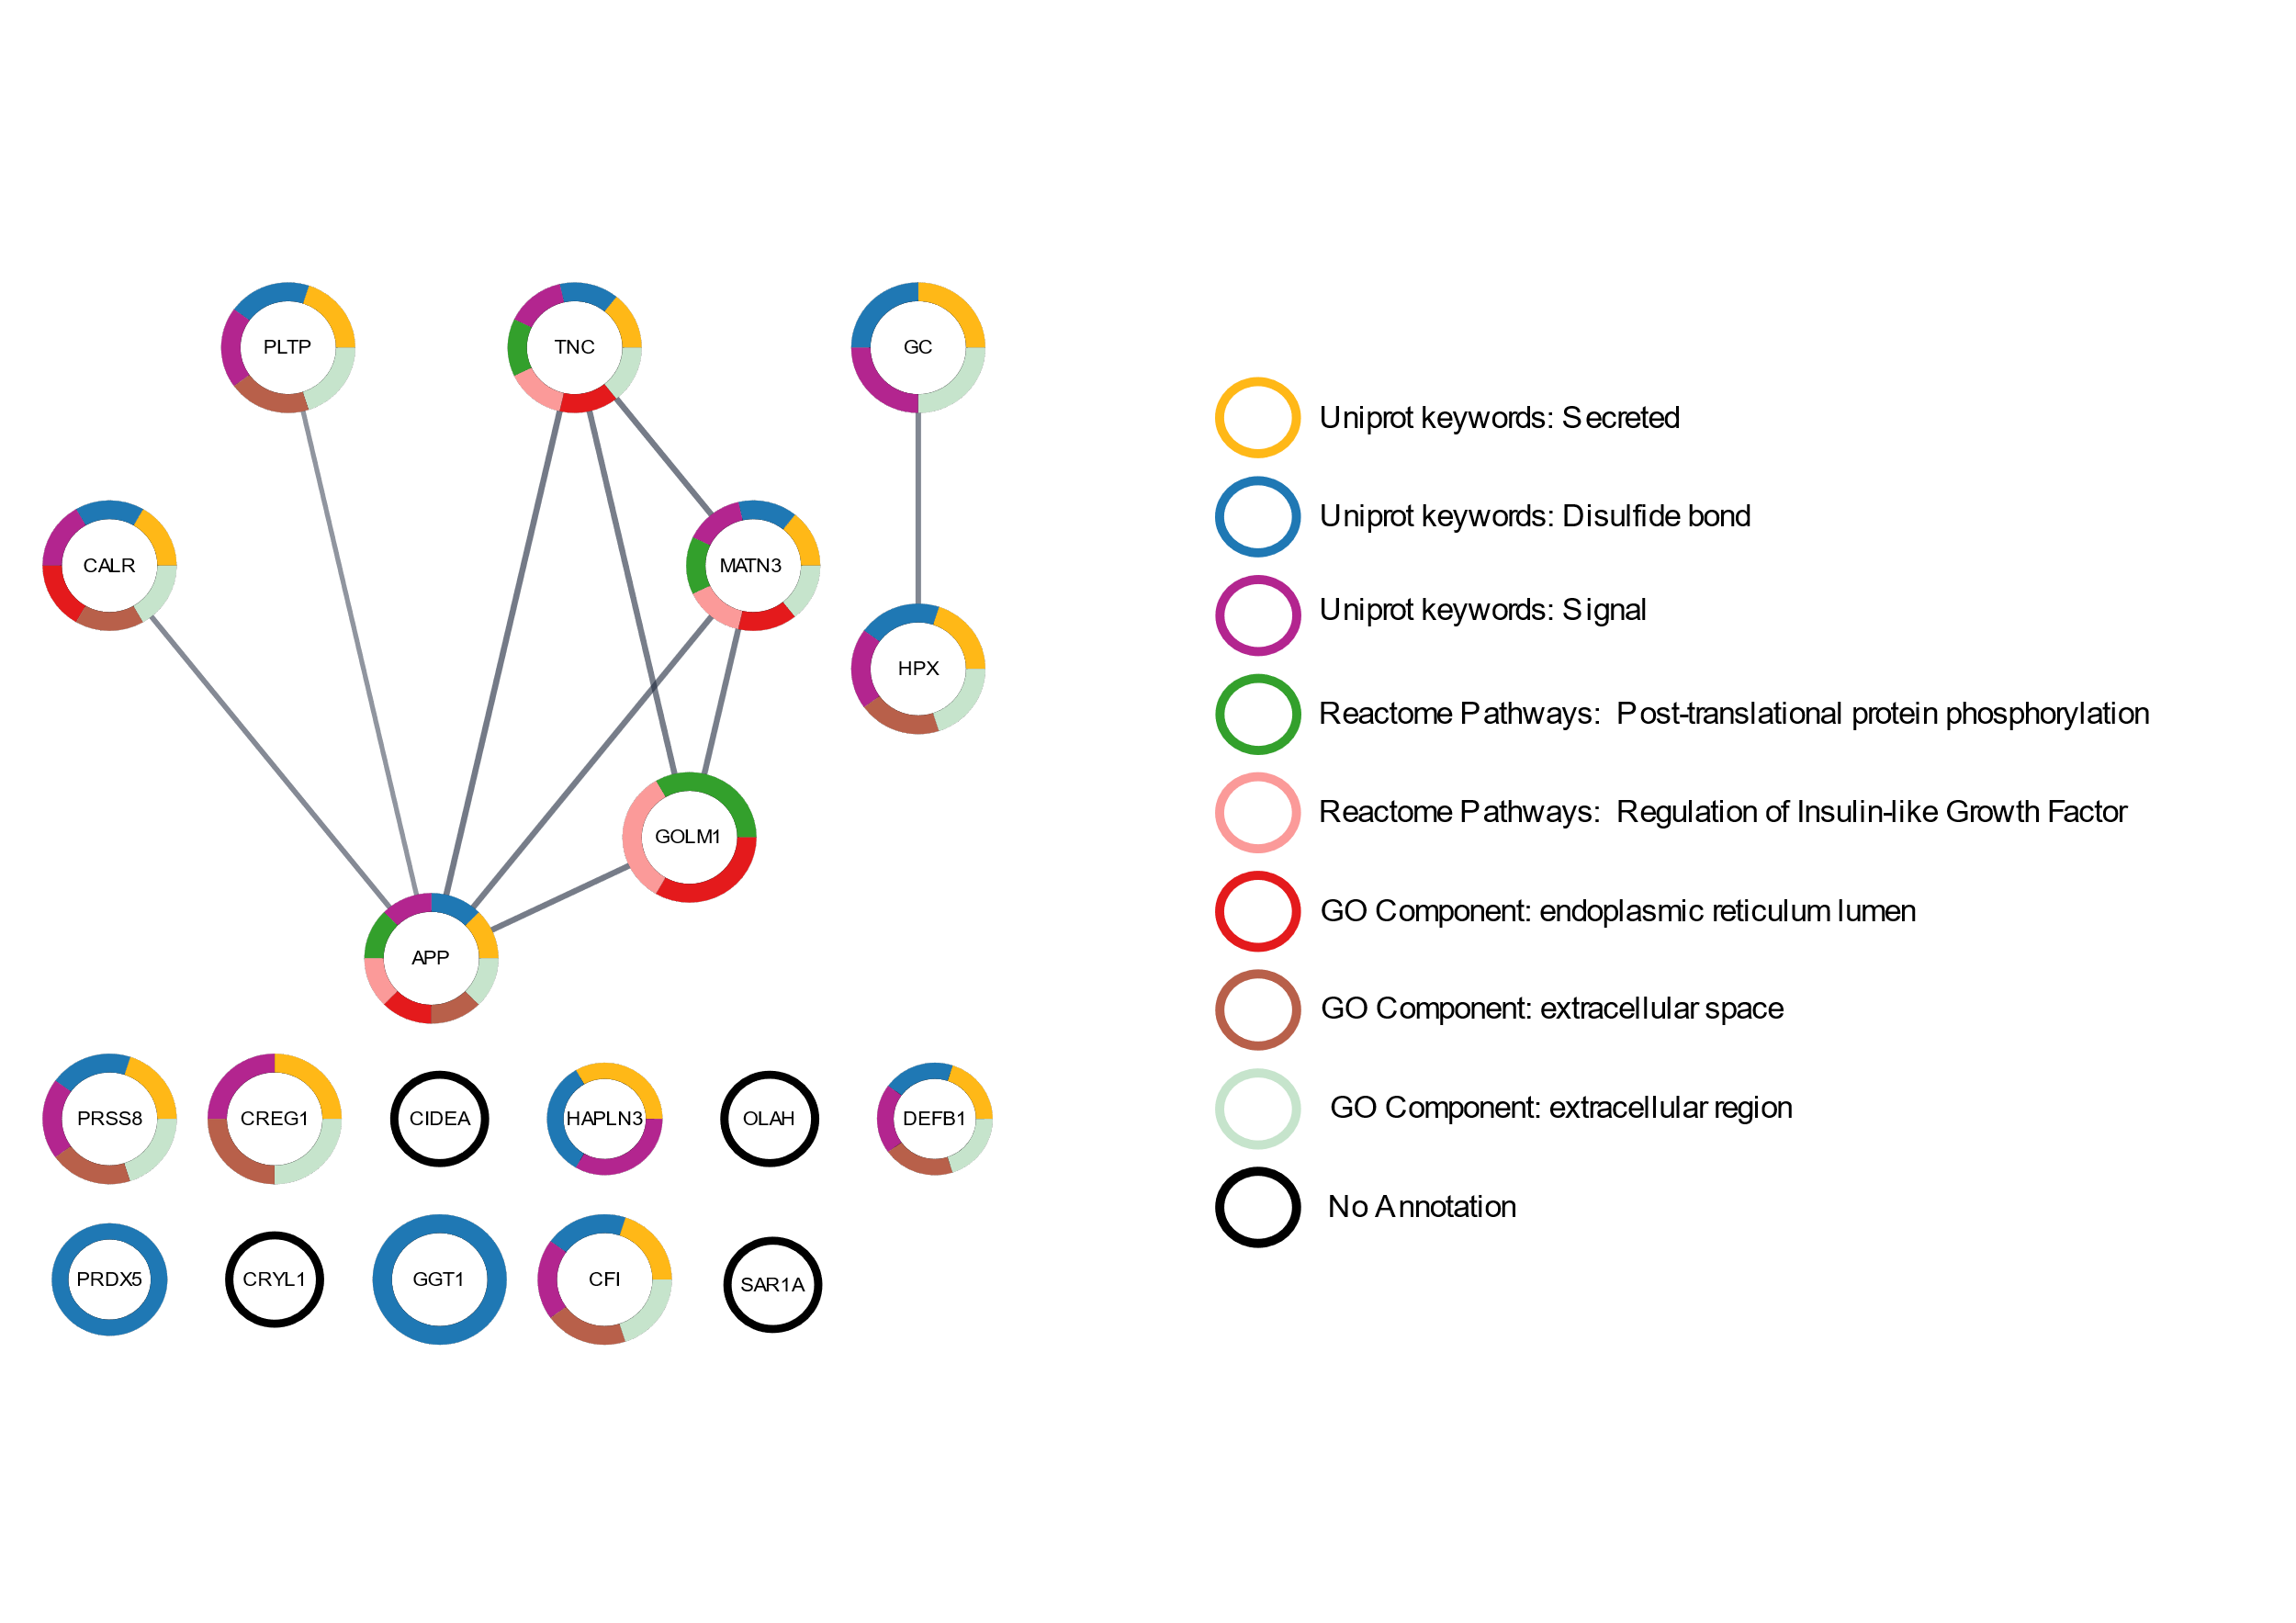 PLTP
TNC
GC
CALR
MATN3
HPX
GOLM1
APP
PRSS8
CREG1
CIDEA
HAPLN3
OLAH
DEFB1
PRDX5
CRYL1
GGT1
CFI
SAR1A
Uniprot keywords: Secreted
Uniprot keywords: Disulfide bond
Uniprot keywords: Signal
Reactome Pathways: Post-translational protein phosphorylation
Reactome Pathways: Regulation of Insulin-like Growth Factor
GO Component: endoplasmic reticulum lumen
GO Component: extracellular space
GO Component: extracellular region
No Annotation